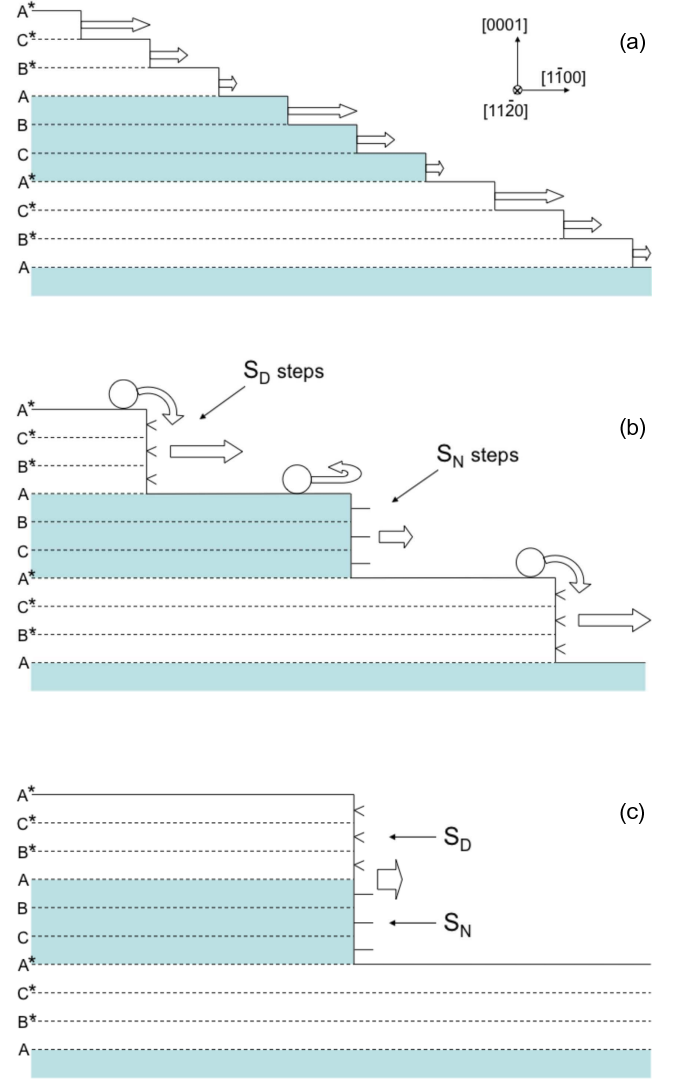 A*
[0001]
(a)
C*
B*
[11̄00]
A
[112̄0]
B
C
A*
C*
B*
A
S_D steps
A*
(b)
C*
B*
S_N steps
A
B
C
A*
C*
B*
A
A*
(c)
C*
S_D
B*
A
B
S_N
C
A*
C*
B*
A